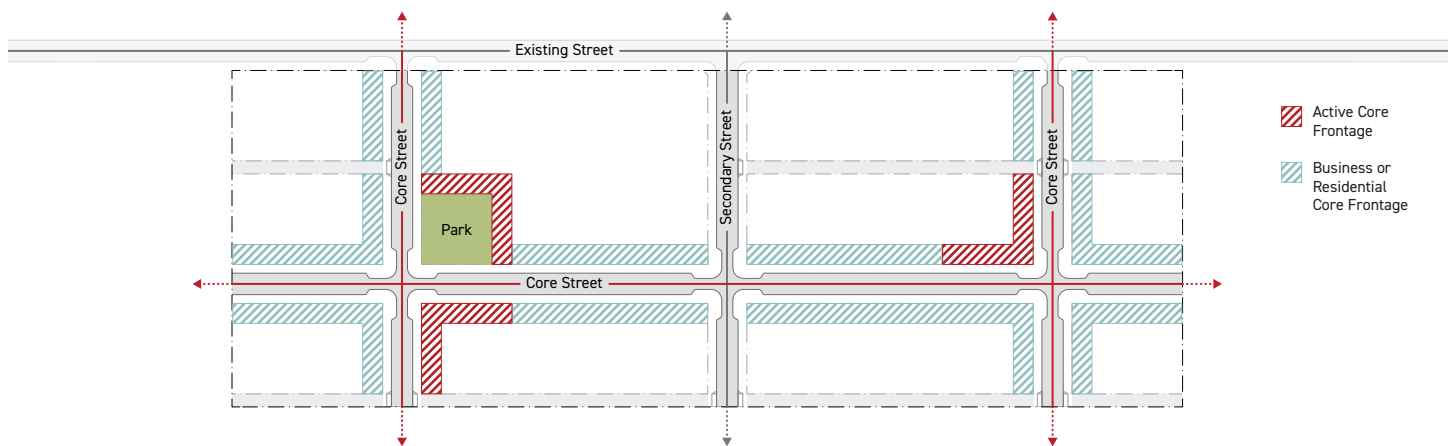 Existing Street
Core Street
Secondary Street
Core Street
Park
Core Street
Active Core
Frontage
Business or
Residential
Core Frontage